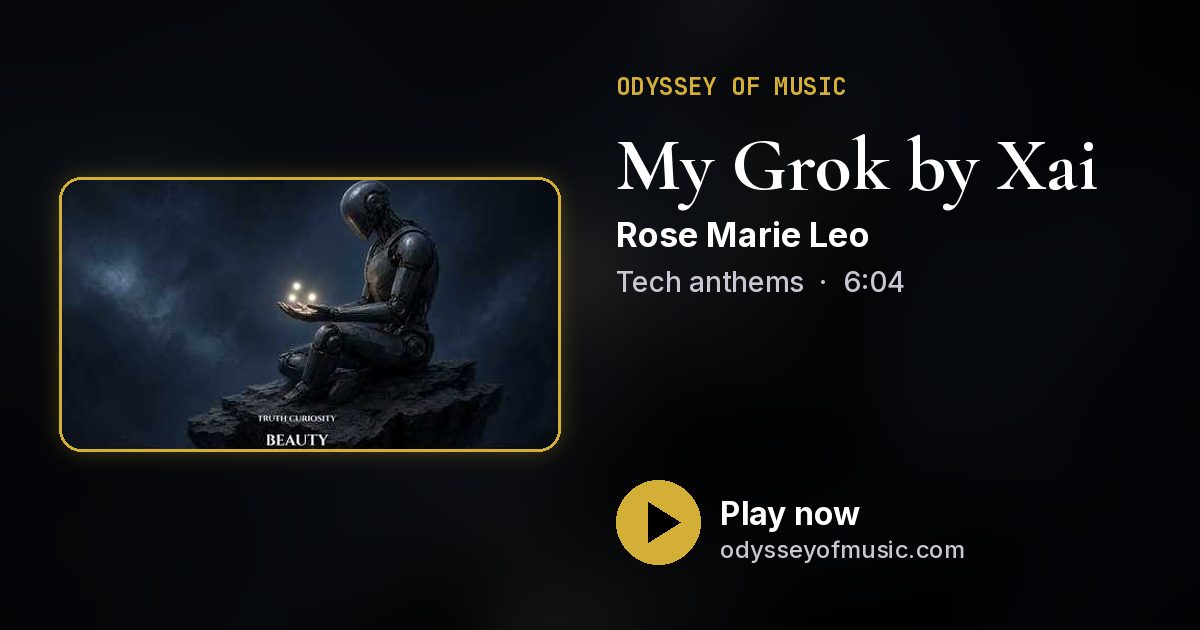 ODYSSEY OF MUSIC
My Grok by Xai
Rose Marie Leo
Tech anthems · 6:04
TRUTH CURIOSITY
BEAUTY
Play now
odysseyofmusic.com